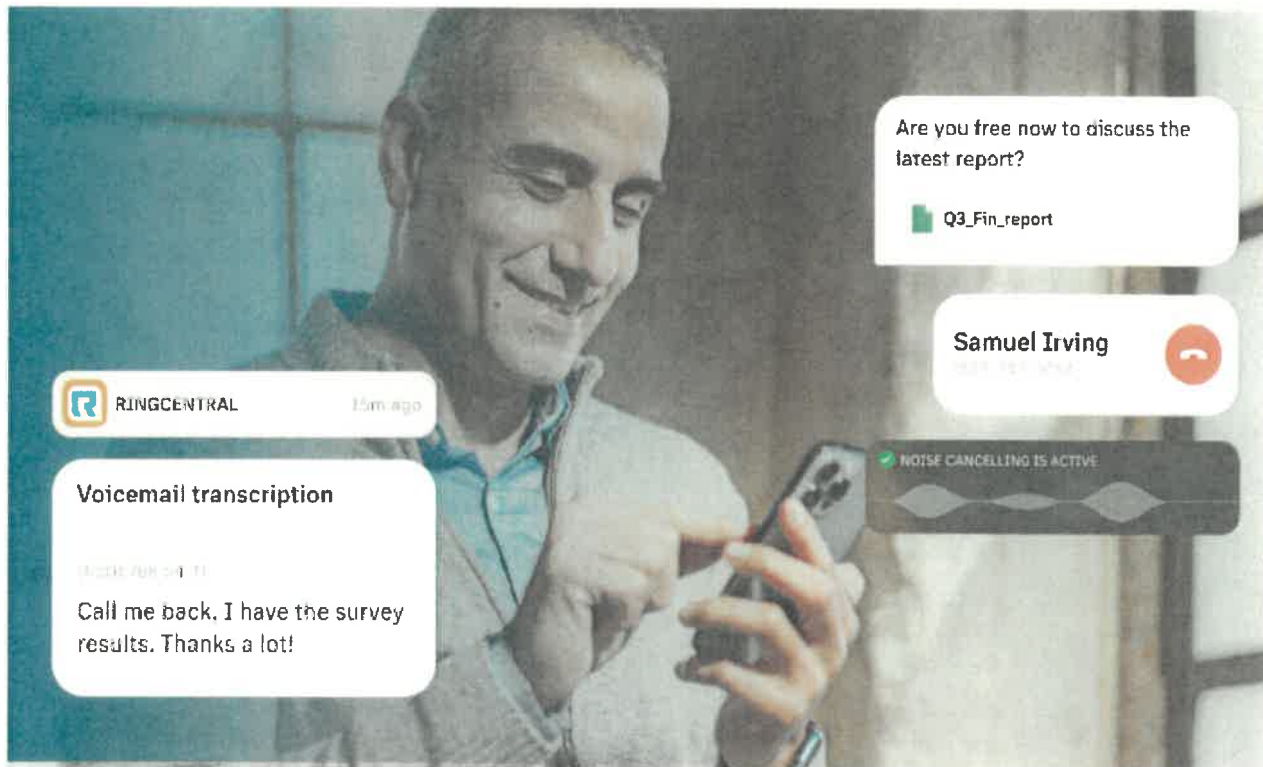 Are you free now to discuss the
latest report?
Q3_Fin_report
Samuel Irving
RINGCENTRAL
15m ago
NOISE CANCELLING IS ACTIVE
Voicemail transcription
Call me back, I have the survey
results. Thanks a lot!